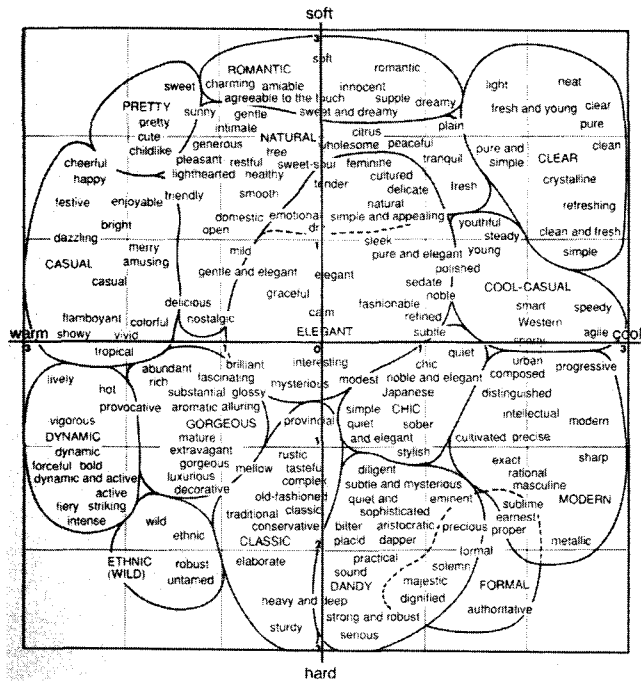 soft
3
soft
ROMANTIC
romantic
sweet
charming
amiable
innocent
light
neat
agreeable to the touch
supple
dreamy
PRETTY
sunny
gentle
sweet and dreamy
fresh and young
clear
pretty
intimate
citrus
plain
pure
cute
generous
NATURAL
wholesome
peaceful
childlike
free
pure and
simple
clean
cheerful
pleasant
restful
sweet-sour
feminine
tranquil
CLEAR
happy
lighthearted
healthy
cultured
crystalline
tender
delicate
fresh
festive
enjoyable
friendly
smooth
natural
refreshing
domestic
emotional
simple and appealing
youthful
bright
open
dr
steady
clean and fresh
dazzling
merry
mild
1
sleek
young
simple
amusing
pure and elegant
CASUAL
gentle and elegant
elegant
polished
casual
sedate
COOL-CASUAL
graceful
noble
delicious
fashionable
smart
speedy
flamboyant
colorful
nostalgic
calm
refined
Western
warm
showy
vivid
ELEGANT
subtle
agile
cool
sporty
3
1
0
1
3
tropical
quiet
urban
progressive
lively
abundant
brilliant
interesting
chic
composed
hot
rich
fascinating
mysterious
modest
noble and elegant
distinguished
substantial
glossy
Japanese
provocative
aromatic
alluring
simple
CHIC
intellectual
vigorous
GORGEOUS
provincial
quiet
sober
modern
DYNAMIC
mature
1
and elegant
cultivated
precise
dynamic
extravagant
rustic
stylish
sharp
forceful
bold
gorgeous
mellow
tasteful
diligent
exact
dynamic and active
luxurious
complex
subtle and mysterious
rational
active
decorative
old-fashioned
quiet and
eminent
masculine
fiery
striking
traditional
classic
sophisticated
sublime
MODERN
intense
wild
conservative
bitter
aristocratic
precious
earnest
proper
ethnic
CLASSIC
placid
dapper
metallic
2
formal
ETHNIC
(WILD)
robust
elaborate
practical
solemn
untamed
sound
majestic
FORMAL
DANDY
heavy and deep
dignified
authoritative
strong and robust
sturdy
serious
hard